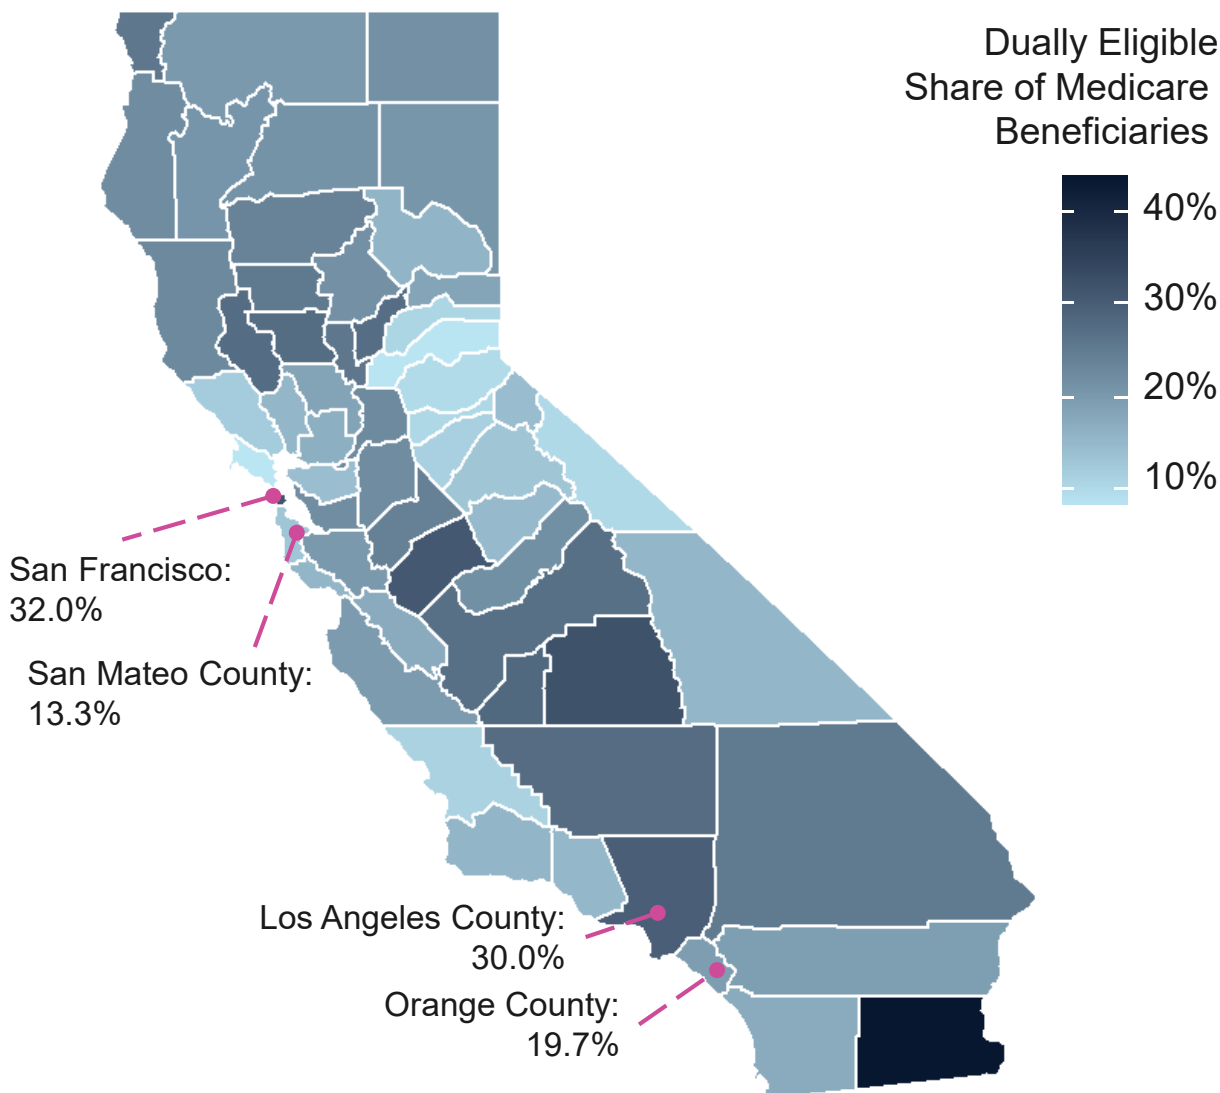 Dually Eligible
Share of Medicare
Beneficiaries
40%
30%
20%
10%
San Francisco:
32.0%
San Mateo County:
13.3%
Los Angeles County:
30.0%
Orange County:
19.7%